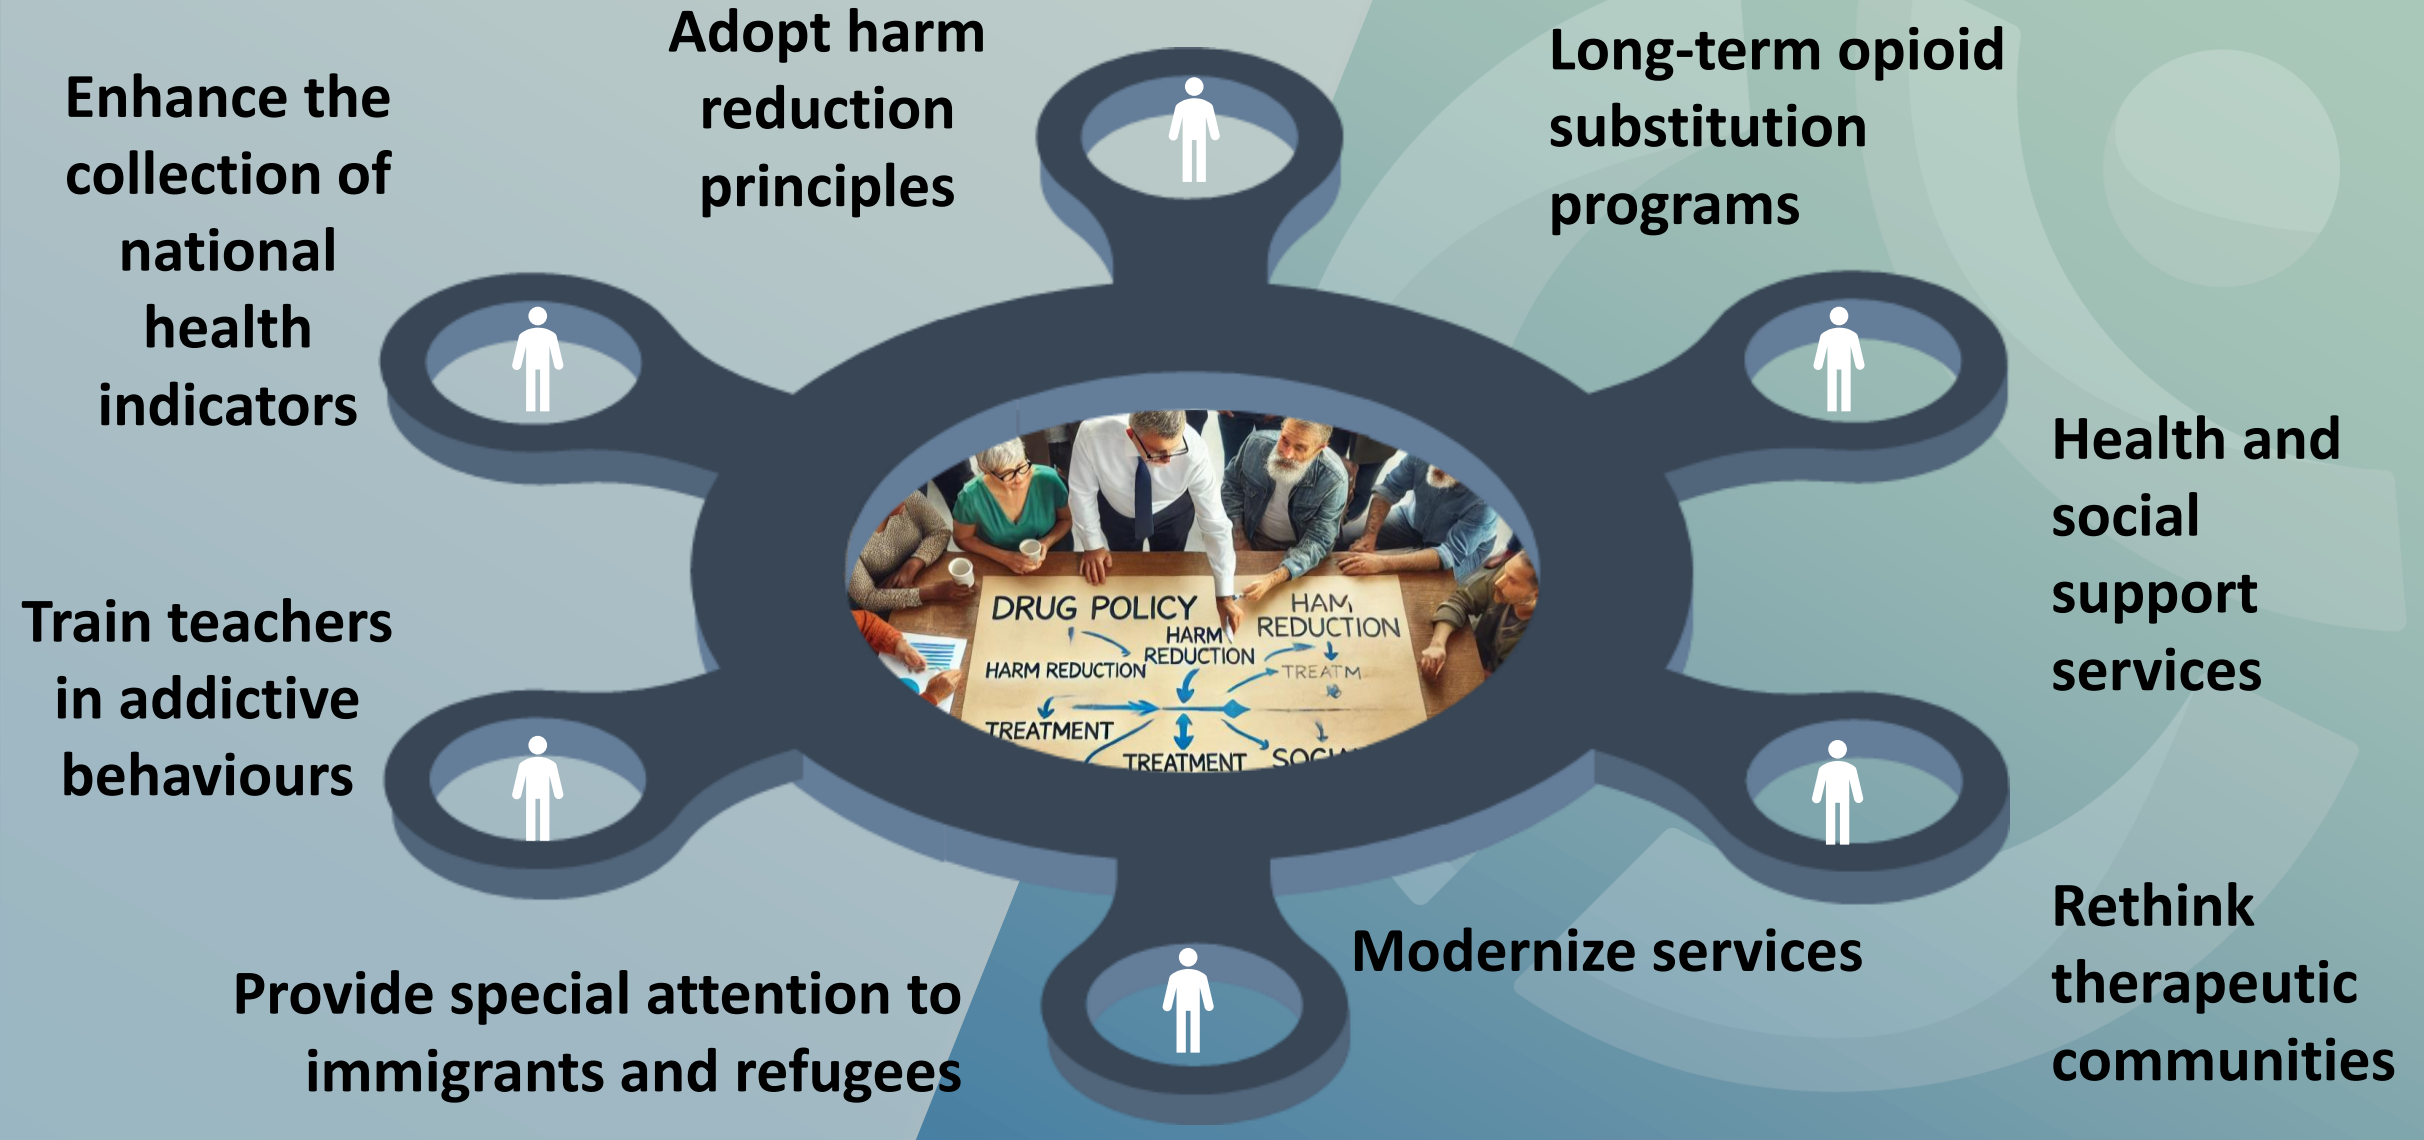 Adopt harm
reduction
principles
Long-term opioid
substitution
programs
Enhance the
collection of
national
health
indicators
Health and
social
support
services
DRUG POLICY
HAM
REDUCTION
HARM
REDUCTION
HARM REDUCTION
TREATM
TREATMENT
TREATMENT
Train teachers
in addictive
behaviours
Rethink
therapeutic
communities
Modernize services
Provide special attention to
immigrants and refugees